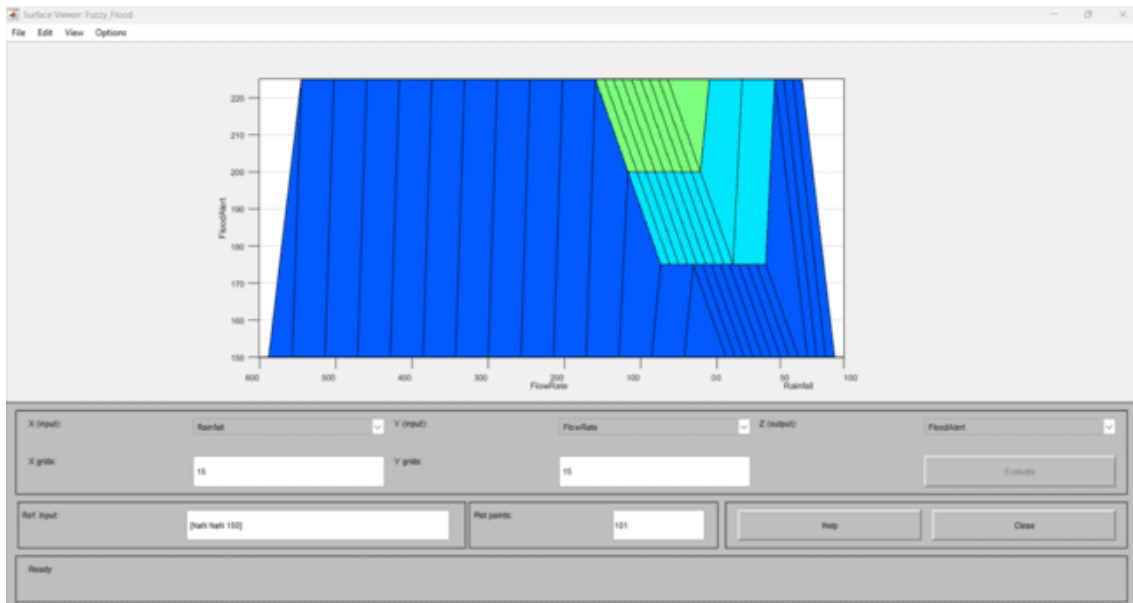 Surface Viewer: Fuzzy_Flood
File Edit View Options
220
210
200
190
180
170
160
150
FloodAlert
600 500 400 300 200 100 0 0 50 100
FlowRate Rainfall
X (input): Rainfall Y (input): FlowRate Z (output): FloodAlert
X grids: 15 Y grids: 15 Evaluate
Ref. Input: [NaN NaN 150] Plot points: 101 Help Close
Ready